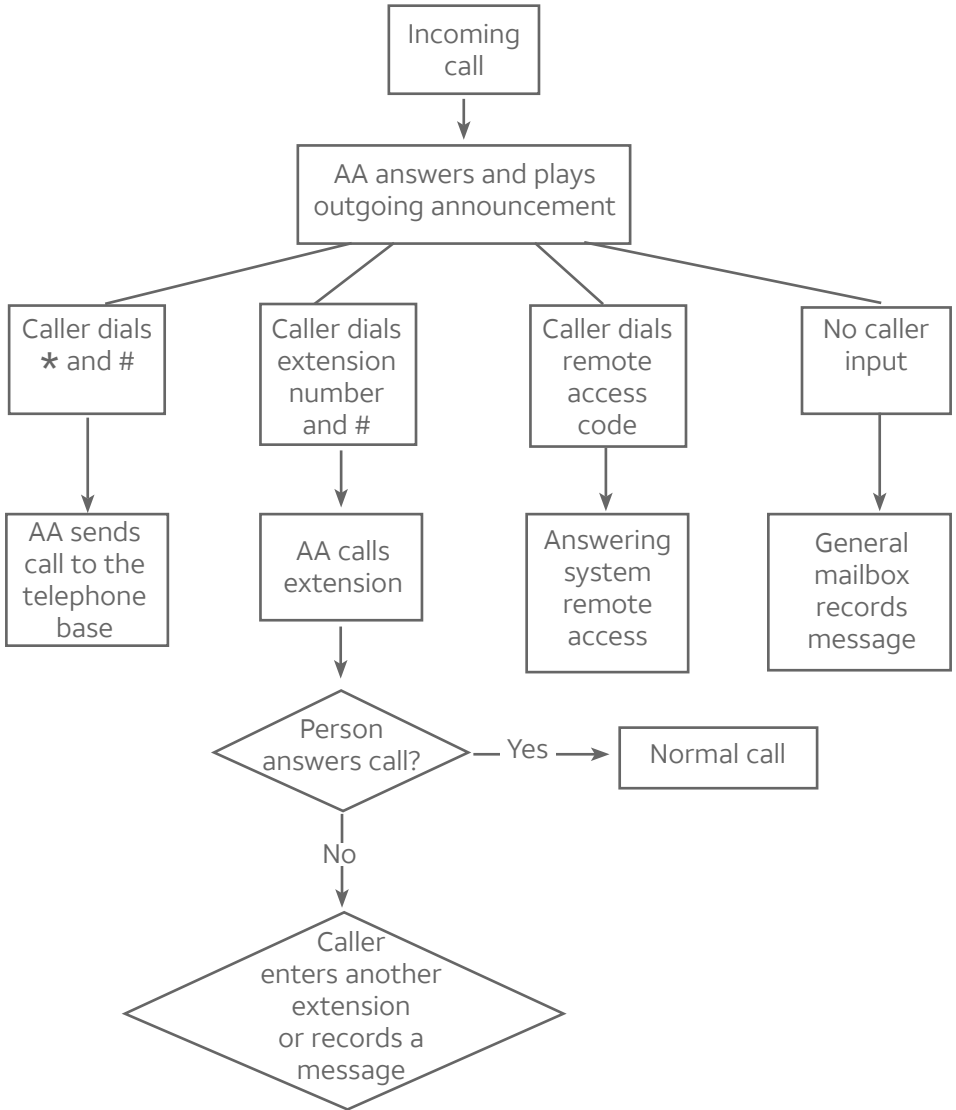 Incoming
call
AA answers and plays
outgoing announcement
Caller dials
* and #
Caller dials
extension
number
and #
Caller dials
remote
access
code
No caller
input
AA sends
call to the
telephone
base
AA calls
extension
Answering
system
remote
access
General
mailbox
records
message
Person
answers call?
Yes
Normal call
No
Caller
enters another
extension
or records a
message